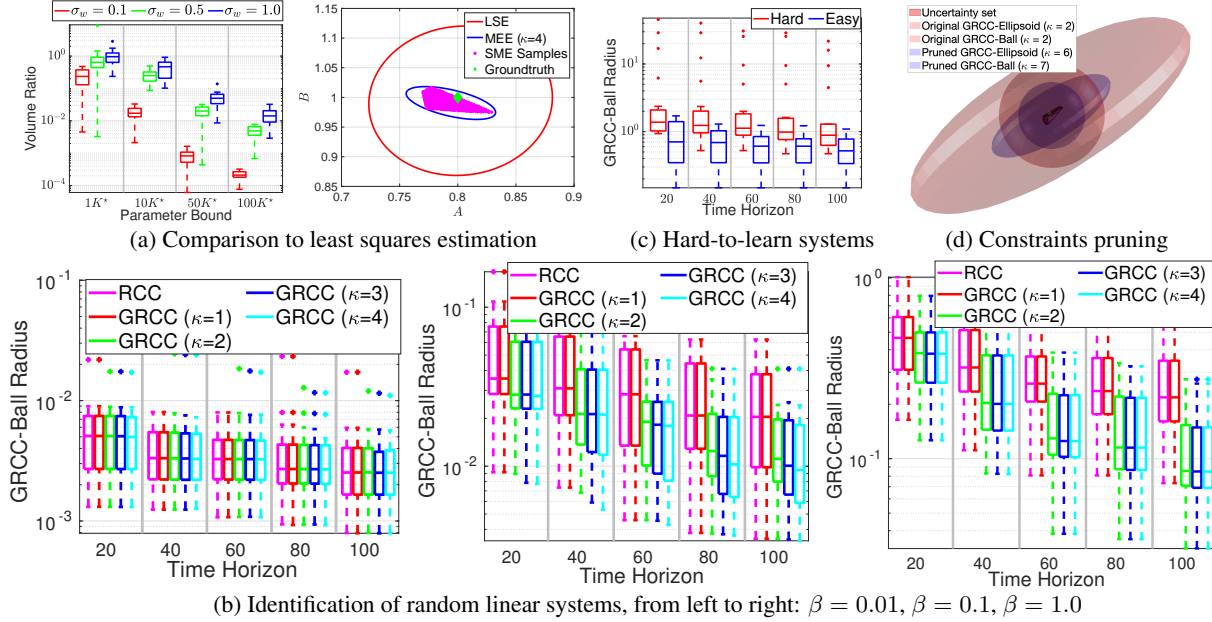 σ_w = 0.1 σ_w = 0.5 σ_w = 1.0
Volume Ratio
10^0
10^-2
10^-4
1K* 10K* 50K* 100K*
Parameter Bound
LSE
MEE (κ=4)
SME Samples
Groundtruth
B
1.15
1.1
1.05
1
0.95
0.9
0.85
0.7 0.75 0.8 0.85 0.9
A
(a) Comparison to least squares estimation
Hard Easy
GRCC-Ball Radius
10^1
10^0
20 40 60 80 100
Time Horizon
(c) Hard-to-learn systems
Uncertainty set
Original GRCC-Ellipsoid (κ = 2)
Original GRCC-Ball (κ = 2)
Pruned GRCC-Ellipsoid (κ = 6)
Pruned GRCC-Ball (κ = 7)
(d) Constraints pruning
RCC GRCC (κ=3)
GRCC (κ=1) GRCC (κ=4)
GRCC (κ=2)
GRCC-Ball Radius
10^-1
10^-2
10^-3
20 40 60 80 100
Time Horizon
RCC GRCC (κ=3)
GRCC (κ=1) GRCC (κ=4)
GRCC (κ=2)
GRCC-Ball Radius
10^-1
10^-2
20 40 60 80 100
Time Horizon
RCC GRCC (κ=3)
GRCC (κ=1) GRCC (κ=4)
GRCC (κ=2)
GRCC-Ball Radius
10^0
10^-1
20 40 60 80 100
Time Horizon
(b) Identification of random linear systems, from left to right: β = 0.01, β = 0.1, β = 1.0